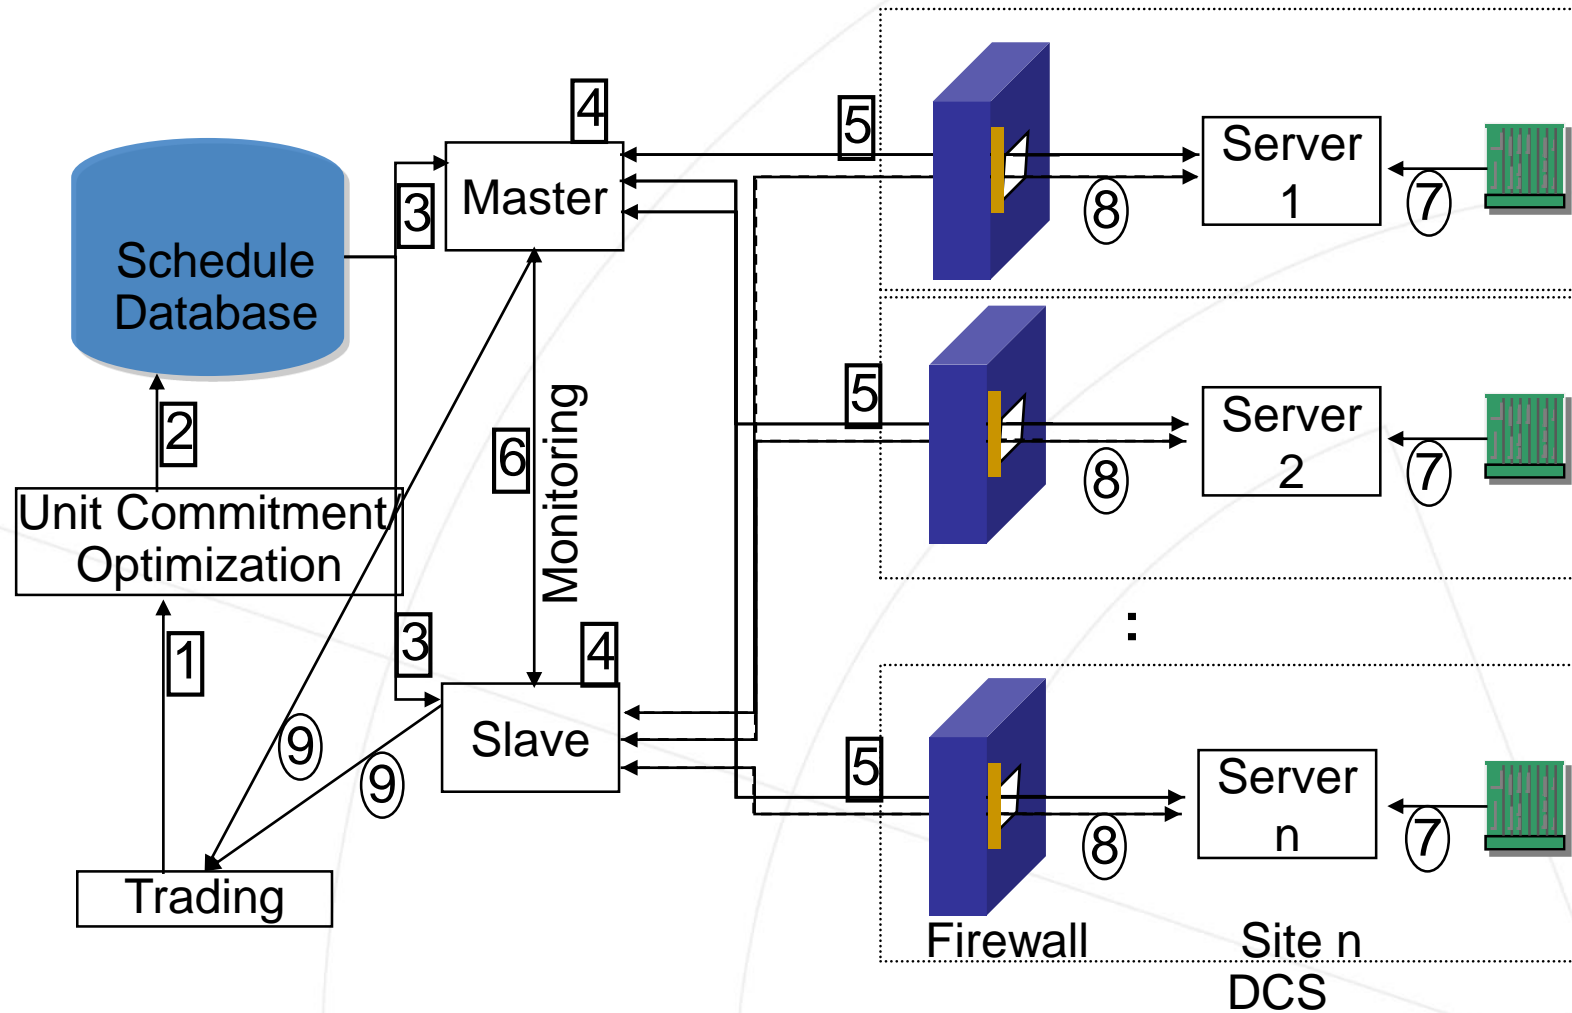 4
5
Server
1
Master
3
8
7
Schedule
Database
5
Server
2
2
6
Monitoring
8
7
Unit Commitment
Optimization
:
1
3
4
Slave
9
9
5
Server
n
8
7
Trading
Firewall
Site n
DCS